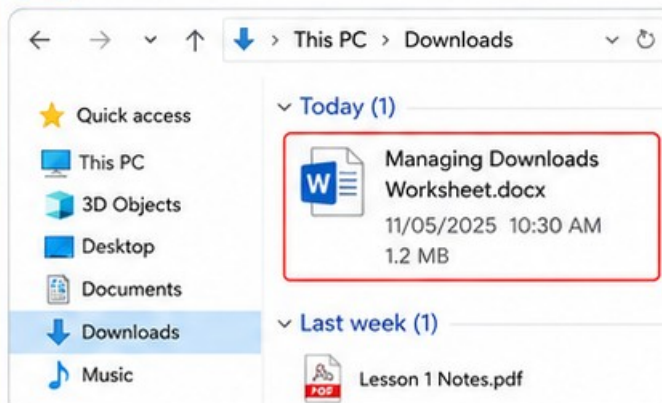 This PC > Downloads
Quick access
This PC
3D Objects
Desktop
Documents
Downloads
Music
Today (1)
W
Managing Downloads
Worksheet.docx
11/05/2025 10:30 AM
1.2 MB
Last week (1)
PDF
Lesson 1 Notes.pdf